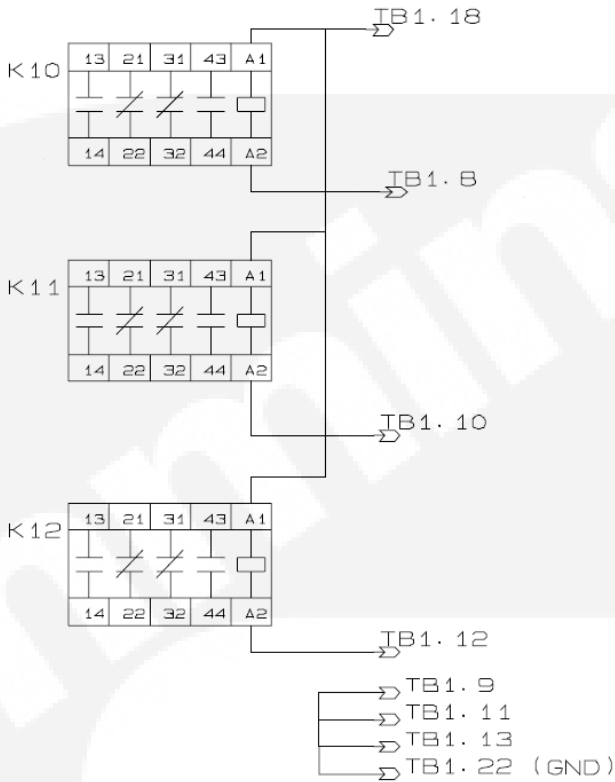 TB1.18
13 21 31 43 A1
K10
14 22 32 44 A2
TB1.8
13 21 31 43 A1
K11
14 22 32 44 A2
TB1.10
13 21 31 43 A1
K12
14 22 32 44 A2
TB1.12
TB1.9
TB1.11
TB1.13
TB1.22 (GND)